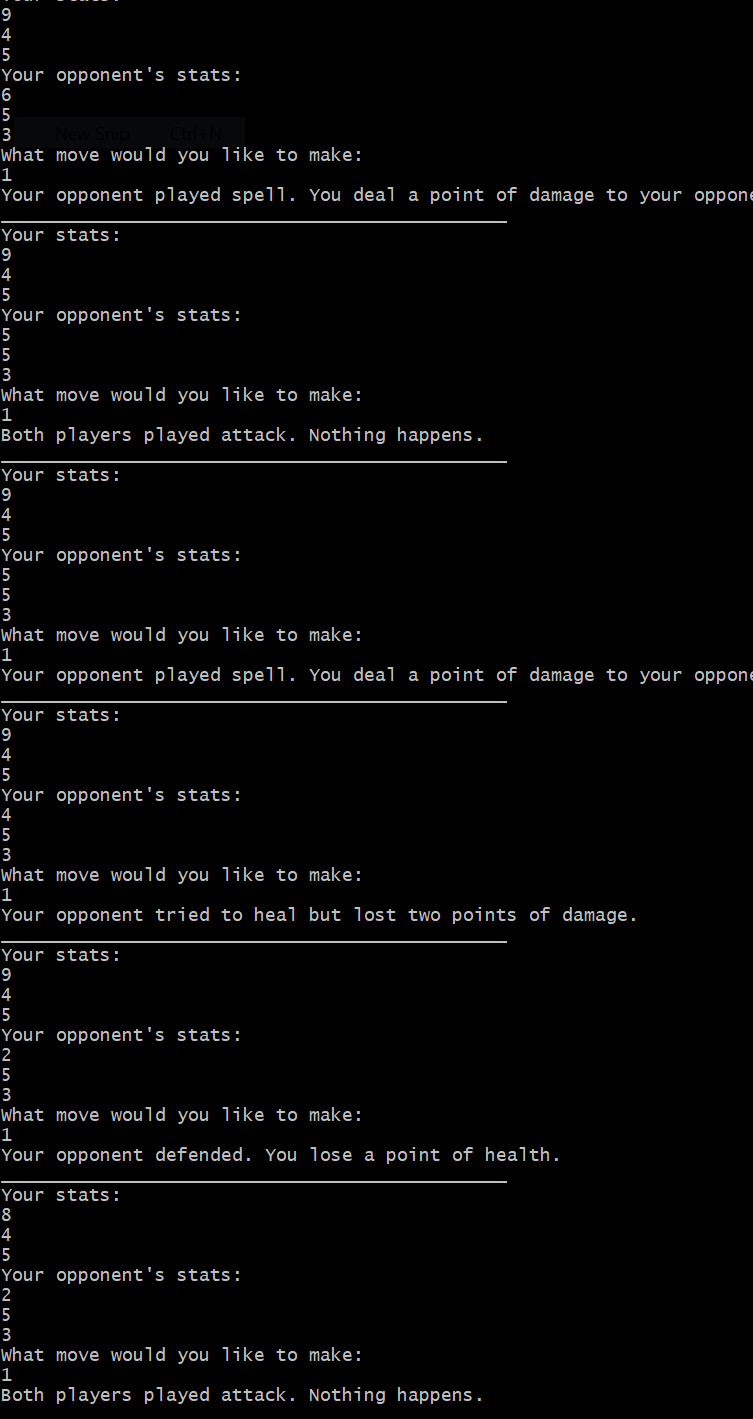 Your stats:
9
4
5
Your opponent's stats:
6
5
3
New Snip Ctrl+N
What move would you like to make:
1
Your opponent played spell. You deal a point of damage to your oppone
Your stats:
9
4
5
Your opponent's stats:
5
5
3
What move would you like to make:
1
Both players played attack. Nothing happens.
Your stats:
9
4
5
Your opponent's stats:
5
5
3
What move would you like to make:
1
Your opponent played spell. You deal a point of damage to your oppone
Your stats:
9
4
5
Your opponent's stats:
4
5
3
What move would you like to make:
1
Your opponent tried to heal but lost two points of damage.
Your stats:
9
4
5
Your opponent's stats:
2
5
3
What move would you like to make:
1
Your opponent defended. You lose a point of health.
Your stats:
8
4
5
Your opponent's stats:
2
5
3
What move would you like to make:
1
Both players played attack. Nothing happens.